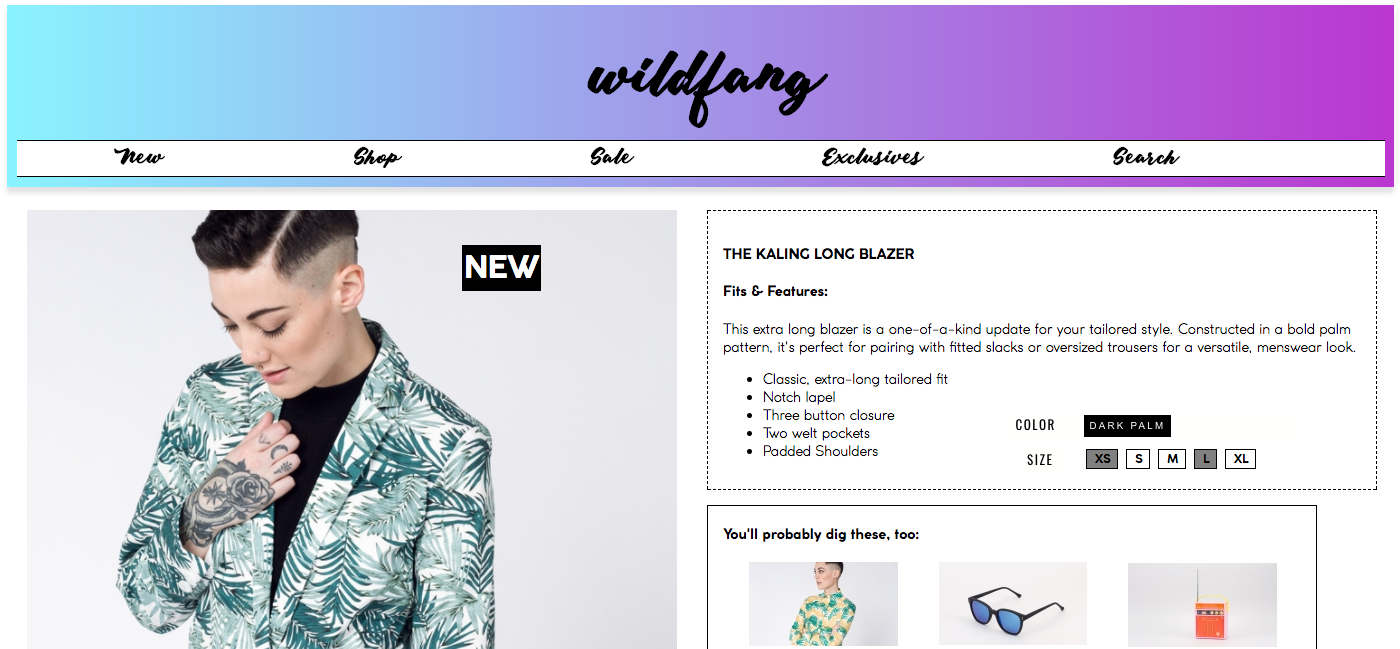 wildfang
New Shop Sale Exclusives Search
NEW
THE KALING LONG BLAZER
Fits & Features:
This extra long blazer is a one-of-a-kind update for your tailored style. Constructed in a bold palm
pattern, it's perfect for pairing with fitted slacks or oversized trousers for a versatile, menswear look.
Classic, extra-long tailored fit
Notch lapel
Three button closure
Two welt pockets
Padded Shoulders
COLOR DARK PALM
SIZE XS S M L XL
You'll probably dig these, too: